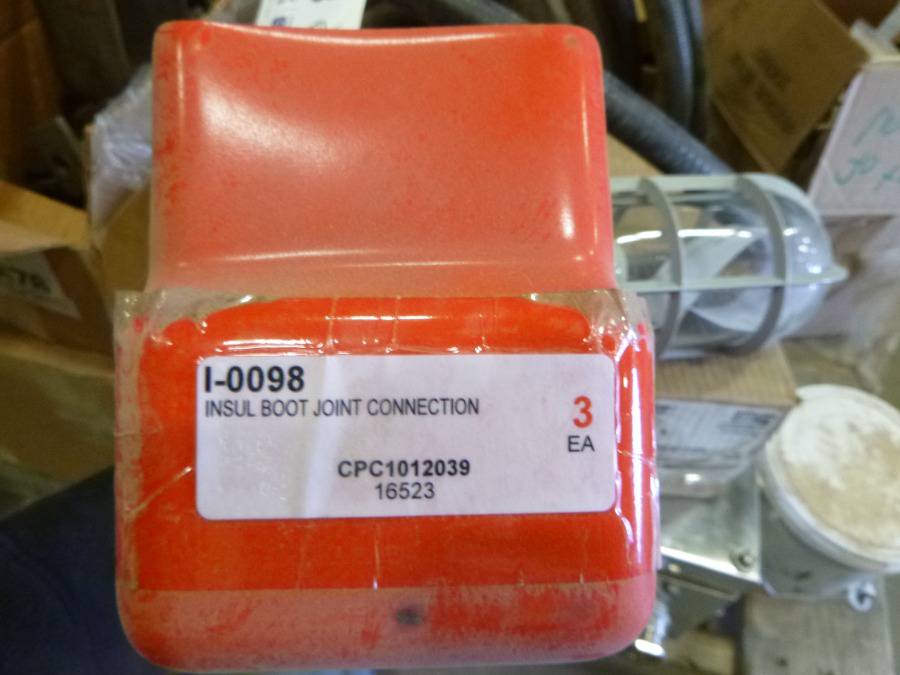 I-0098
INSUL BOOT JOINT CONNECTION
3
EA
CPC1012039
16523